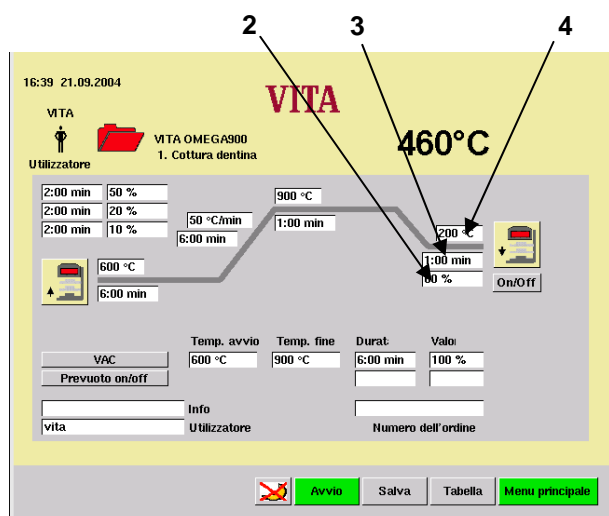 2 3 4
16:39 21.09.2004
VITA
VITA
Utilizzatore
VITA OMEGA900
1. Cottura dentina
460°C
2:00 min 50 %
2:00 min 20 %
2:00 min 10 %
50 °C/min
6:00 min
900 °C
1:00 min
200 °C
1:00 min
%
On/Off
600 °C
6:00 min
Temp. avvio Temp. fine Durat Valor
VAC 600 °C 900 °C 6:00 min 100 %
Prevuoto on/off
Info
vita Utilizzatore Numero dell'ordine
Avvio Salva Tabella Menu principale